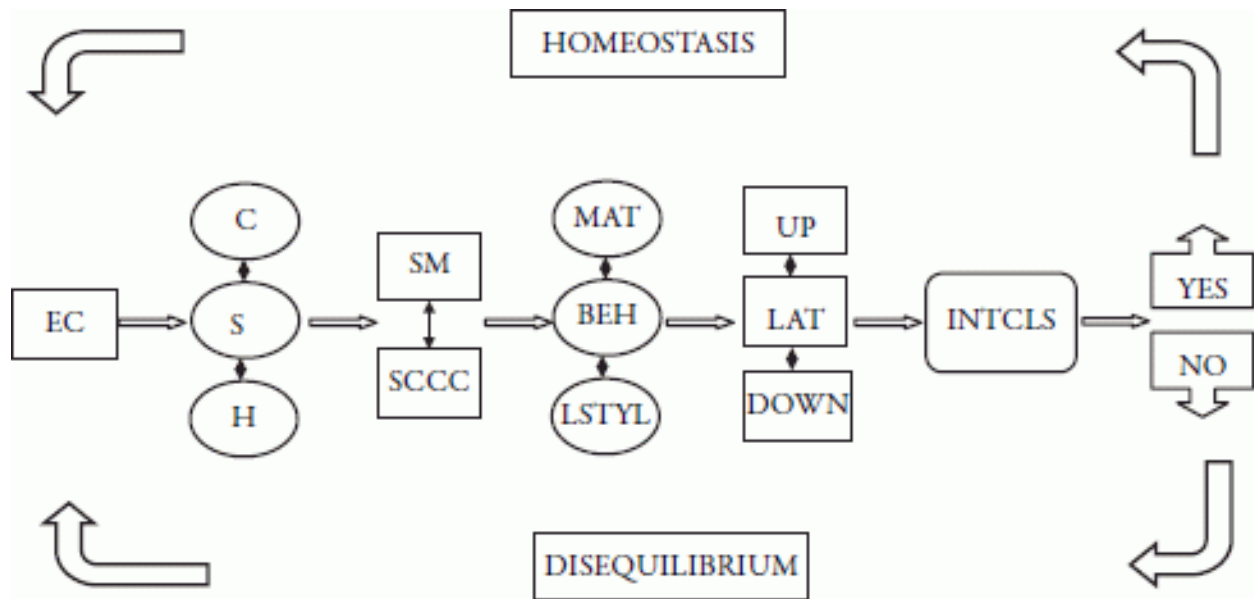 HOMEOSTASIS
C
MAT
UP
SM
YES
EC
S
BEH
LAT
INTCLS
NO
SCCC
H
LSTYL
DOWN
DISEQUILIBRIUM